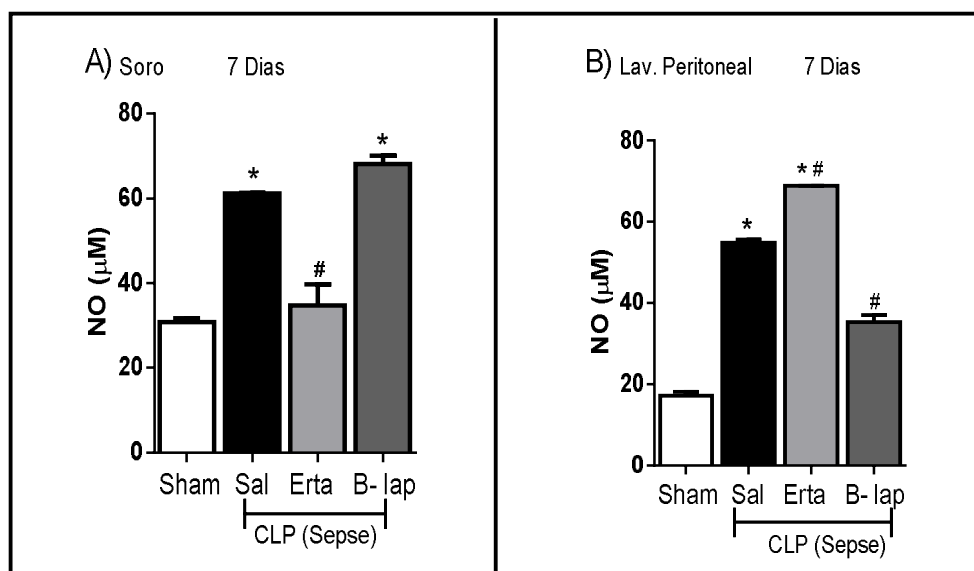 A) Soro 7 Dias
80
60
40
20
0
NO (μM)
*
#
*
Sham Sal Erta B- lap
CLP (Sepse)
B) Lav. Peritoneal 7 Dias
80
60
40
20
0
NO (μM)
*
* #
#
Sham Sal Erta B- lap
CLP (Sepse)